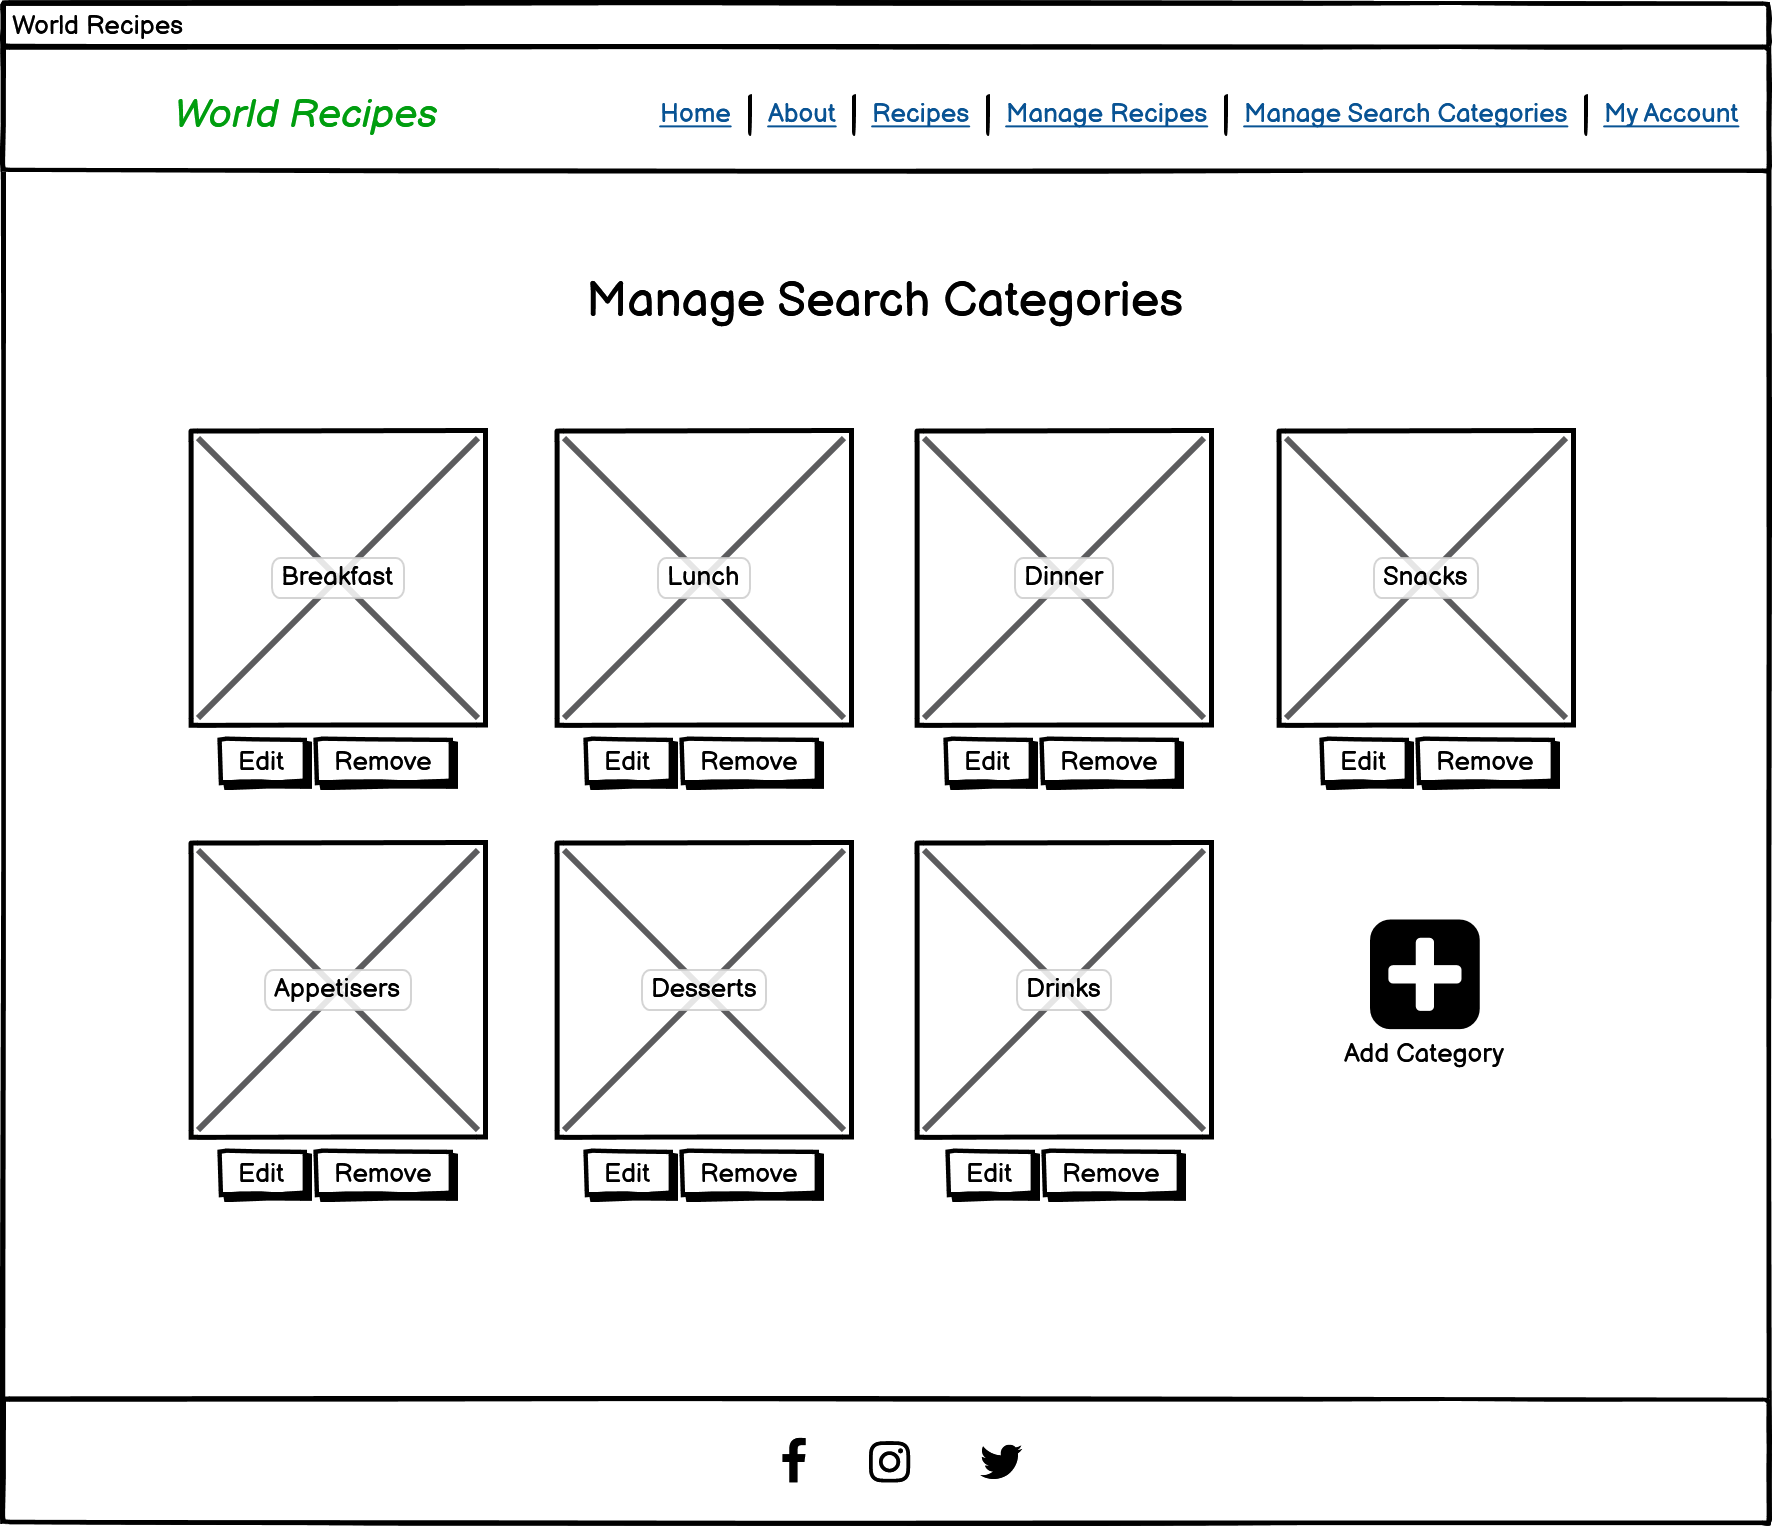 World Recipes
World Recipes
Home About Recipes Manage Recipes Manage Search Categories My Account
Manage Search Categories
Breakfast Lunch Dinner Snacks
Edit Remove Edit Remove Edit Remove Edit Remove
Appetisers Desserts Drinks
Add Category
Edit Remove Edit Remove Edit Remove